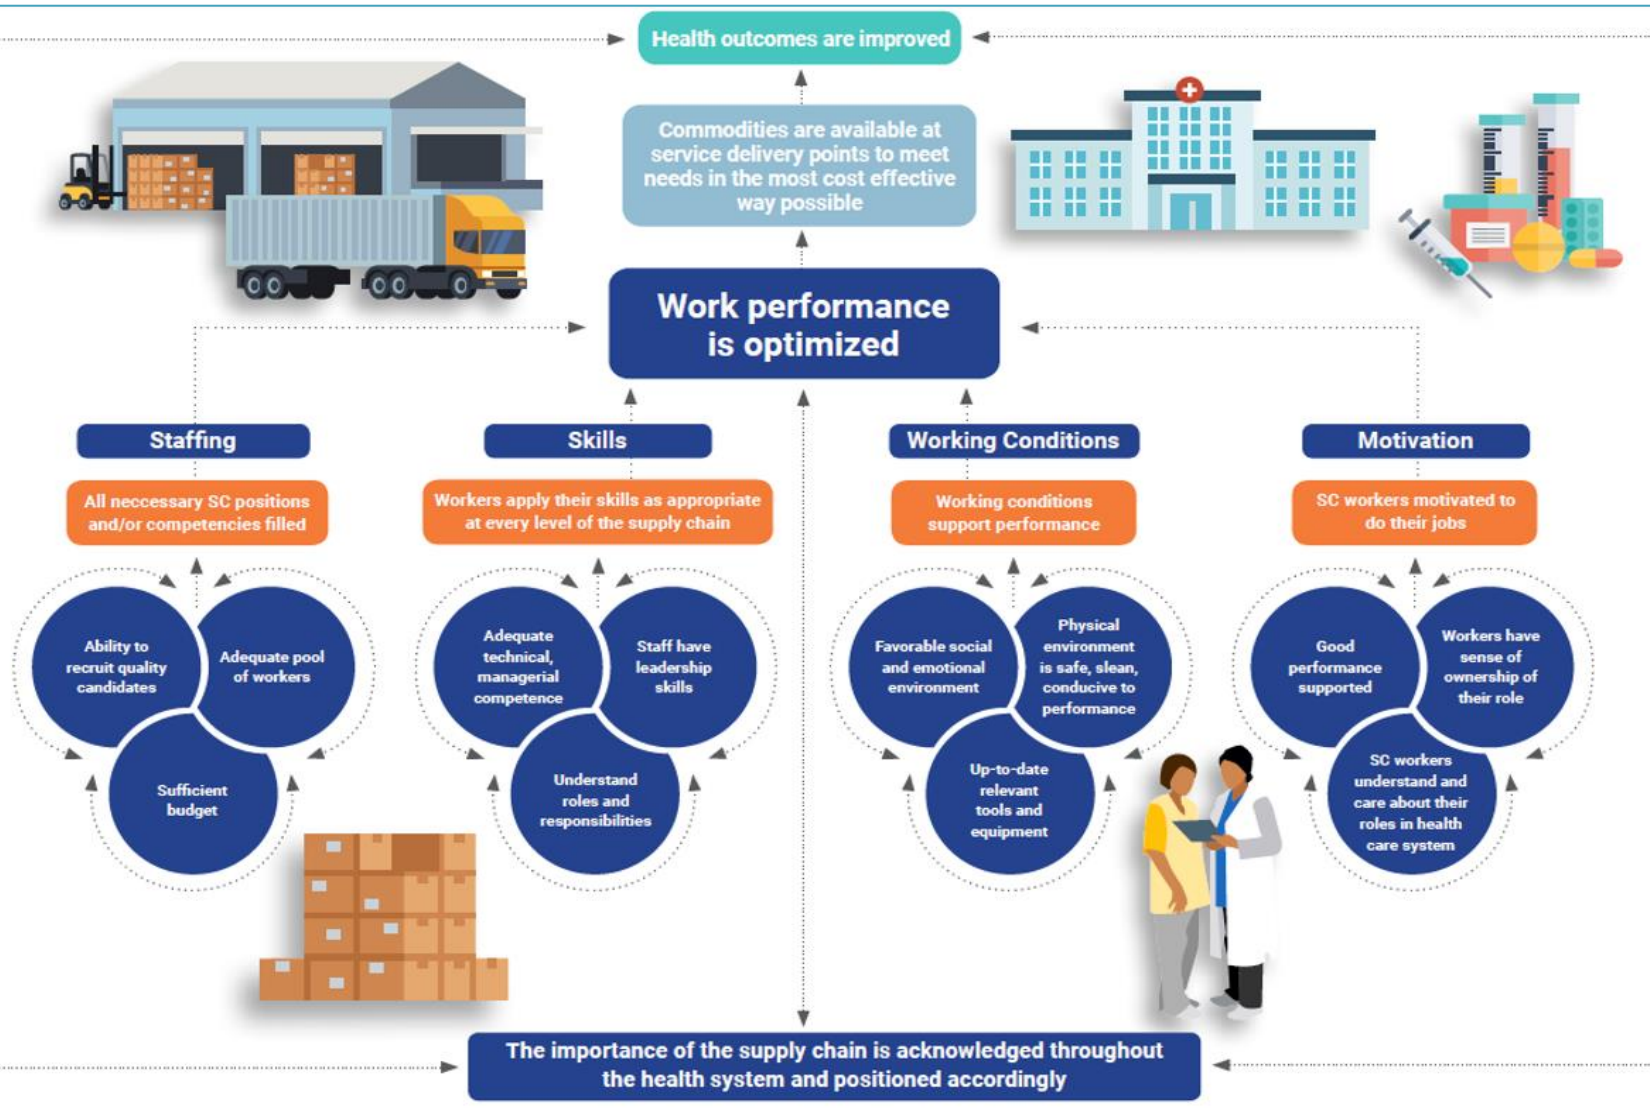 Health outcomes are improved
Commodities are available at
service delivery points to meet
needs in the most cost effective
way possible
Work performance
is optimized
Staffing
All neccessary SC positions
and/or competencies filled
Ability to
recruit quality
candidates
Adequate pool
of workers
Sufficient
budget
Skills
Workers apply their skills as appropriate
at every level of the supply chain
Adequate
technical,
managerial
competence
Staff have
leadership
skills
Understand
roles and
responsibilities
Working Conditions
Working conditions
support performance
Favorable social
and emotional
environment
Physical
environment
is safe, slean,
conducive to
performance
Up-to-date
relevant
tools and
equipment
Motivation
SC workers motivated to
do their jobs
Good
performance
supported
Workers have
sense of
ownership of
their role
SC workers
understand and
care about their
roles in health
care system
The importance of the supply chain is acknowledged throughout
the health system and positioned accordingly